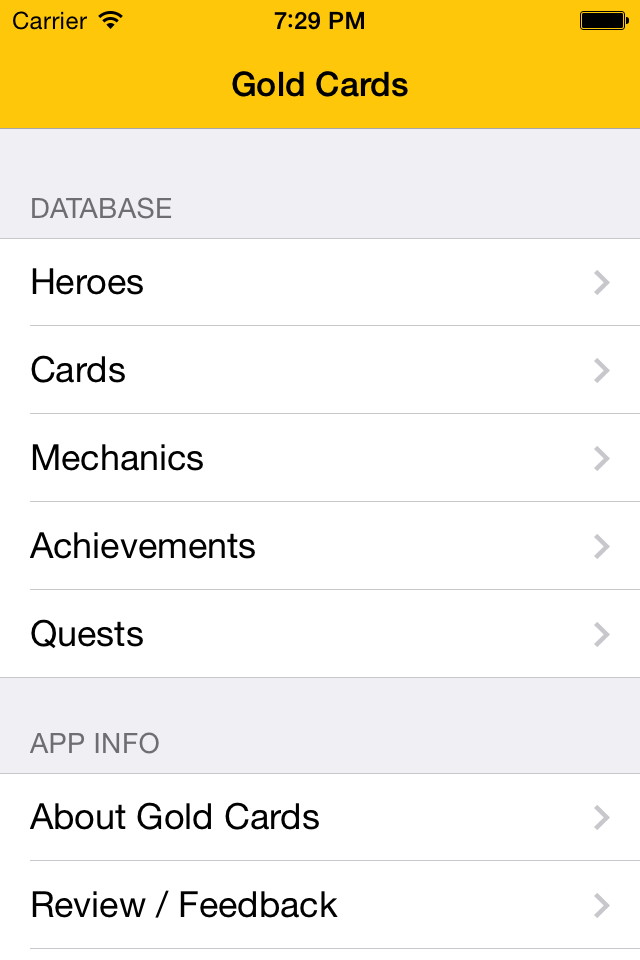 Carrier 7:29 PM
Gold Cards
DATABASE
Heroes
Cards
Mechanics
Achievements
Quests
APP INFO
About Gold Cards
Review / Feedback